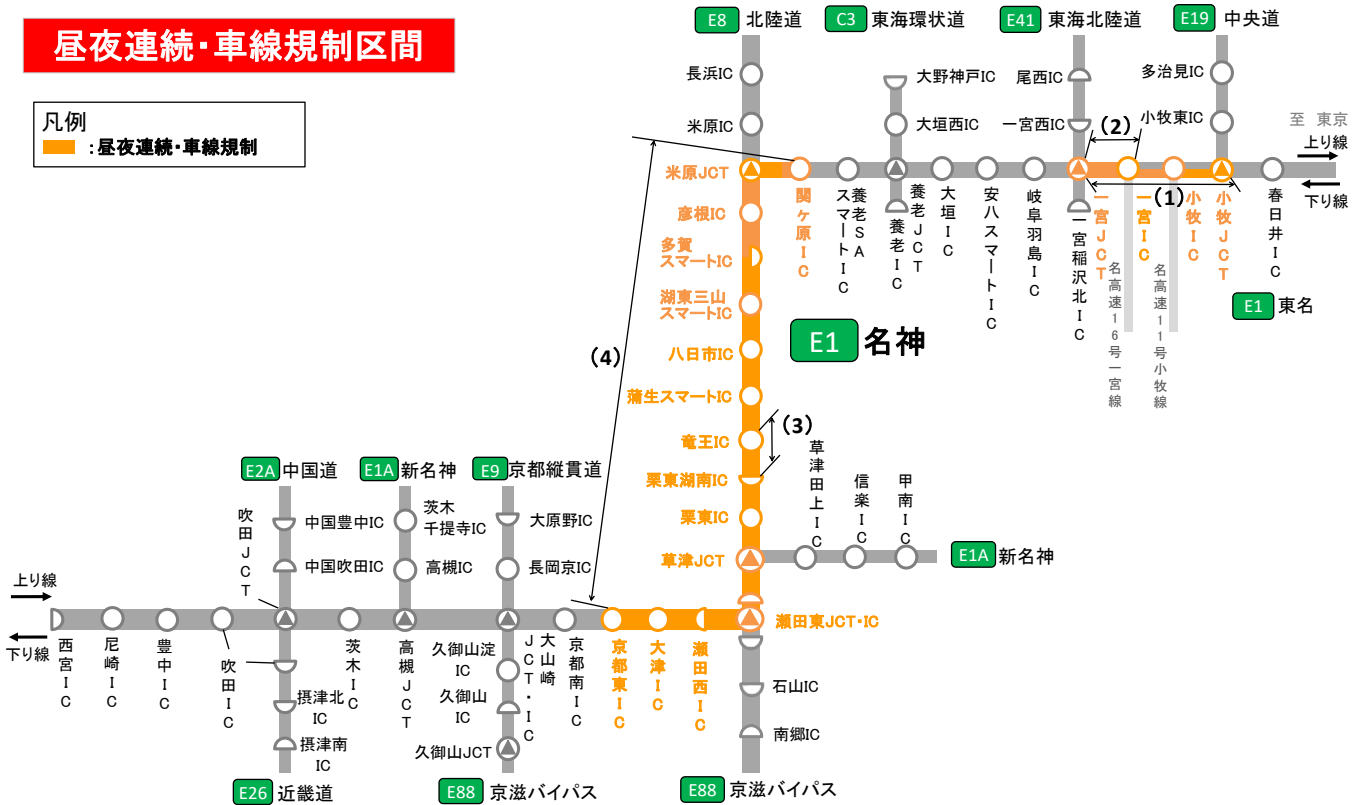 昼夜連続・車線規制区間
凡例
：昼夜連続・車線規制
E8 北陸道
C3 東海環状道
E41 東海北陸道
E19 中央道
長浜IC
米原IC
大野神戸IC
大垣西IC
尾西IC
一宮西IC
多治見IC
小牧東IC
至 東京
上り線
下り線
(2)
(1)
米原JCT
彦根IC
多賀
スマートIC
湖東三山
スマートIC
八日市IC
蒲生スマートIC
竜王IC
栗東湖南IC
栗東IC
草津JCT
瀬田東JCT・IC
関ヶ原IC
養老SA
スマートIC
養老IC
養老JCT
大垣IC
安八スマートIC
岐阜羽島IC
一宮稲沢北IC
一宮JCT
一宮IC
小牧IC
小牧JCT
春日井IC
名高速16号一宮線
名高速11号小牧線
E1 東名
E1 名神
(4)
(3)
草津田上IC
信楽IC
甲南IC
E1A 新名神
E2A 中国道
E1A 新名神
E9 京都縦貫道
吹田JCT
中国豊中IC
中国吹田IC
茨木
千提寺IC
高槻IC
大原野IC
長岡京IC
上り線
下り線
西宮IC
尼崎IC
豊中IC
吹田IC
茨木IC
高槻JCT
大山崎
JCT・IC
京都南IC
京都東IC
大津IC
瀬田西IC
摂津北
IC
摂津南
IC
久御山淀
IC
久御山
IC
久御山JCT
石山IC
南郷IC
E26 近畿道
E88 京滋バイパス
E88 京滋バイパス